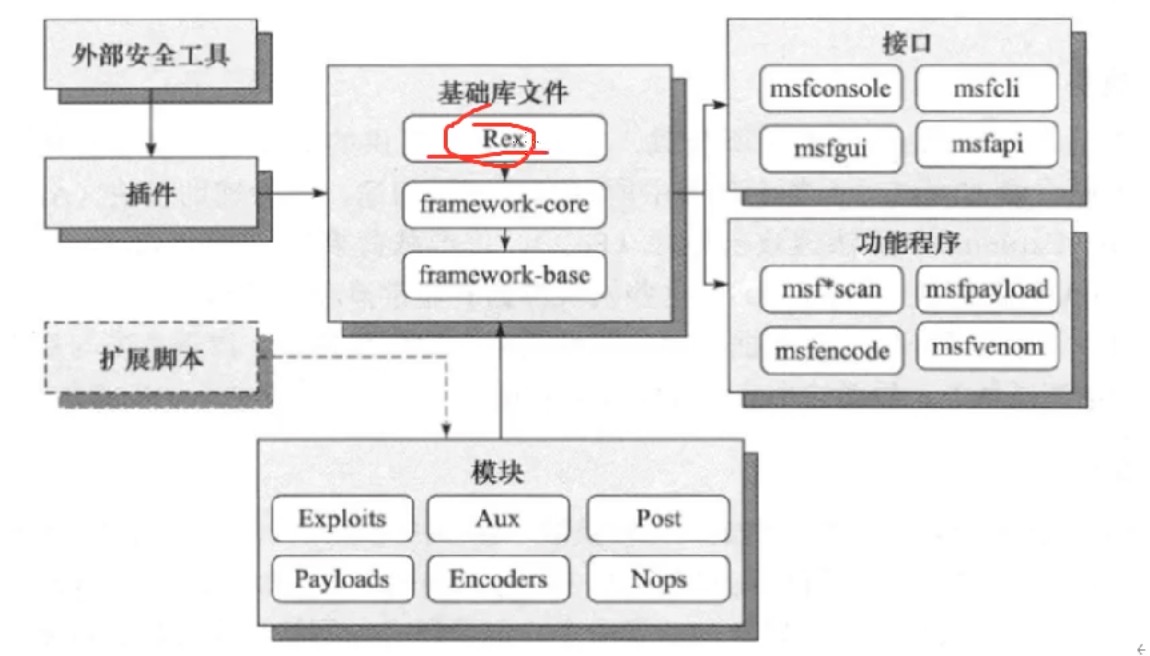 外部安全工具
插件
扩展脚本
基础库文件
Rex
framework-core
framework-base
接口
msfconsole
msfcli
msfgui
msfapi
功能程序
msf*scan
msfpayload
msfencode
msfvenom
模块
Exploits
Aux
Post
Payloads
Encoders
Nops